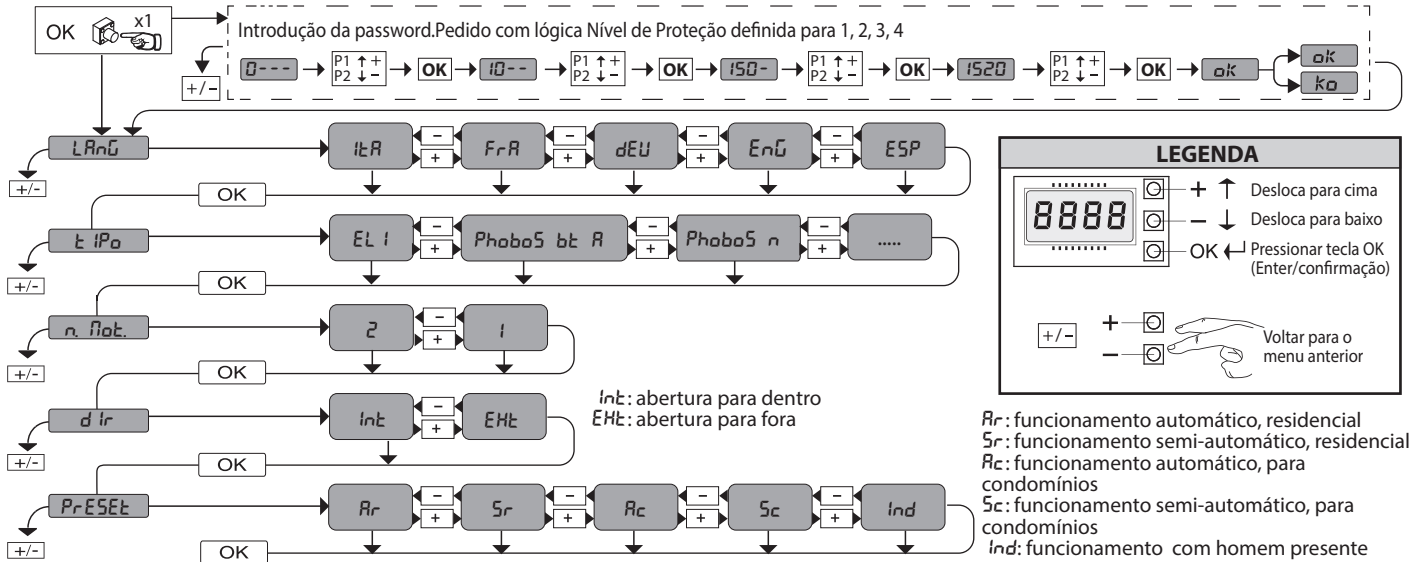 OK x1
Introdução da password.Pedido com lógica Nível de Proteção definida para 1, 2, 3, 4
0--- P1 ↑ + P2 ↓ – OK 10-- P1 ↑ + P2 ↓ – OK 150- P1 ↑ + P2 ↓ – OK 1520 P1 ↑ + P2 ↓ – OK ok ok
ko
+/-
LAnG ItA – + FrA – + dEU – + EnG – + ESP
+/-
OK
tIPo ELI – + PhoboS bt A – + PhoboS n – + .....
+/-
OK
n. Mot. 2 – + 1
+/-
OK
dIr Int – + EXt
+/-
OK
PrESEt Ar – + Sr – + Ac – + Sc – + Ind
+/-
OK
Int: abertura para dentro
EXt: abertura para fora
LEGENDA
8888
+ ↑ Desloca para cima
– ↓ Desloca para baixo
OK Pressionar tecla OK
(Enter/confirmação)
+/- + –
Voltar para o
menu anterior
Ar: funcionamento automático, residencial
Sr: funcionamento semi-automático, residencial
Ac: funcionamento automático, para
condomínios
Sc: funcionamento semi-automático, para
condomínios
Ind: funcionamento com homem presente